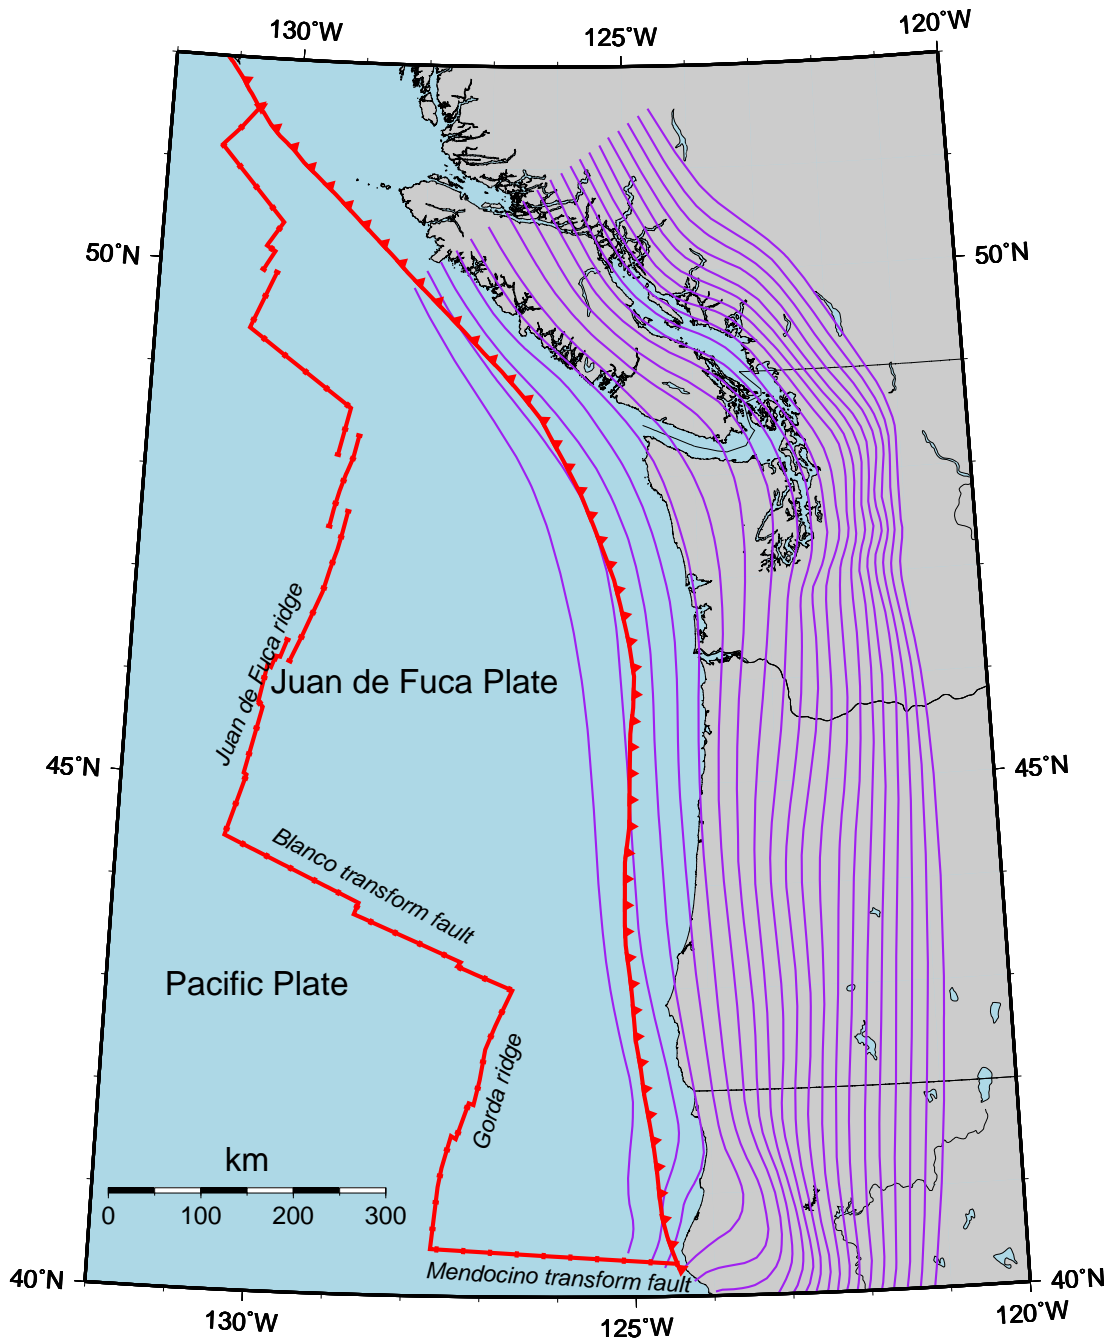 130˚W
125˚W
120˚W
50˚N
50˚N
Juan de Fuca ridge
Juan de Fuca Plate
45˚N
45˚N
Blanco transform fault
Pacific Plate
Gorda ridge
km
0 100 200 300
Mendocino transform fault
40˚N
40˚N
130˚W
125˚W
120˚W